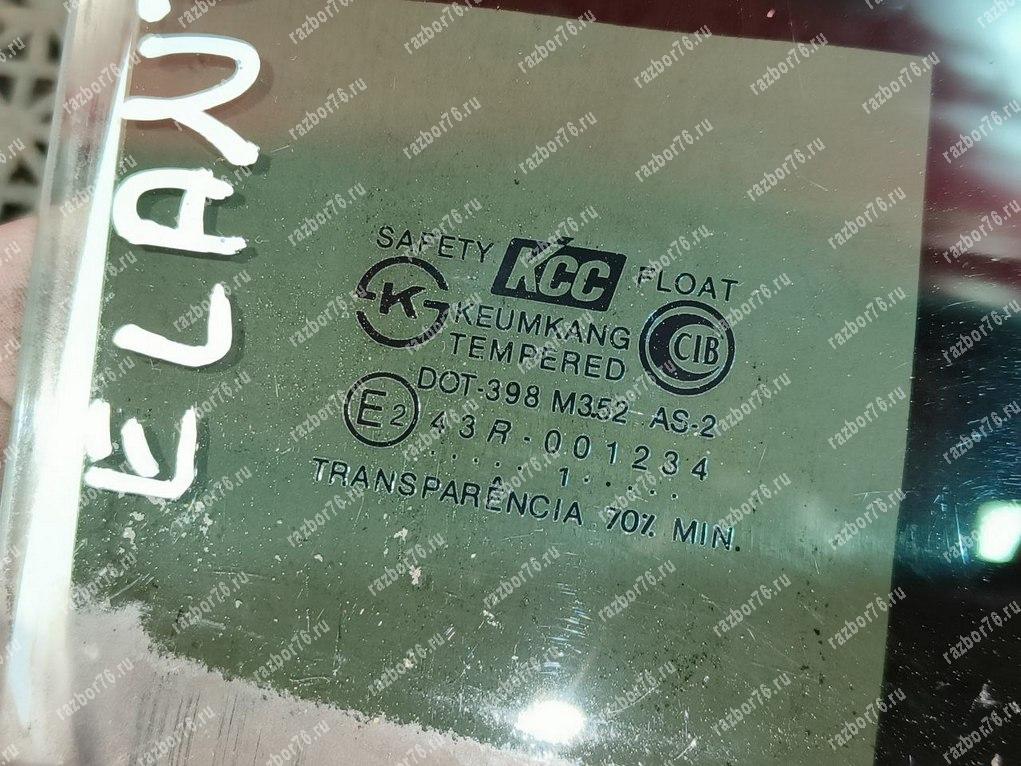 ELAN.
SAFETY KCC FLOAT
K KEUMKANG CIB
TEMPERED
DOT-398 M352 AS-2
E2 43R-001234
. . . . . 1 . . . . .
TRANSPARÊNCIA 70% MIN.
razbor76.ru